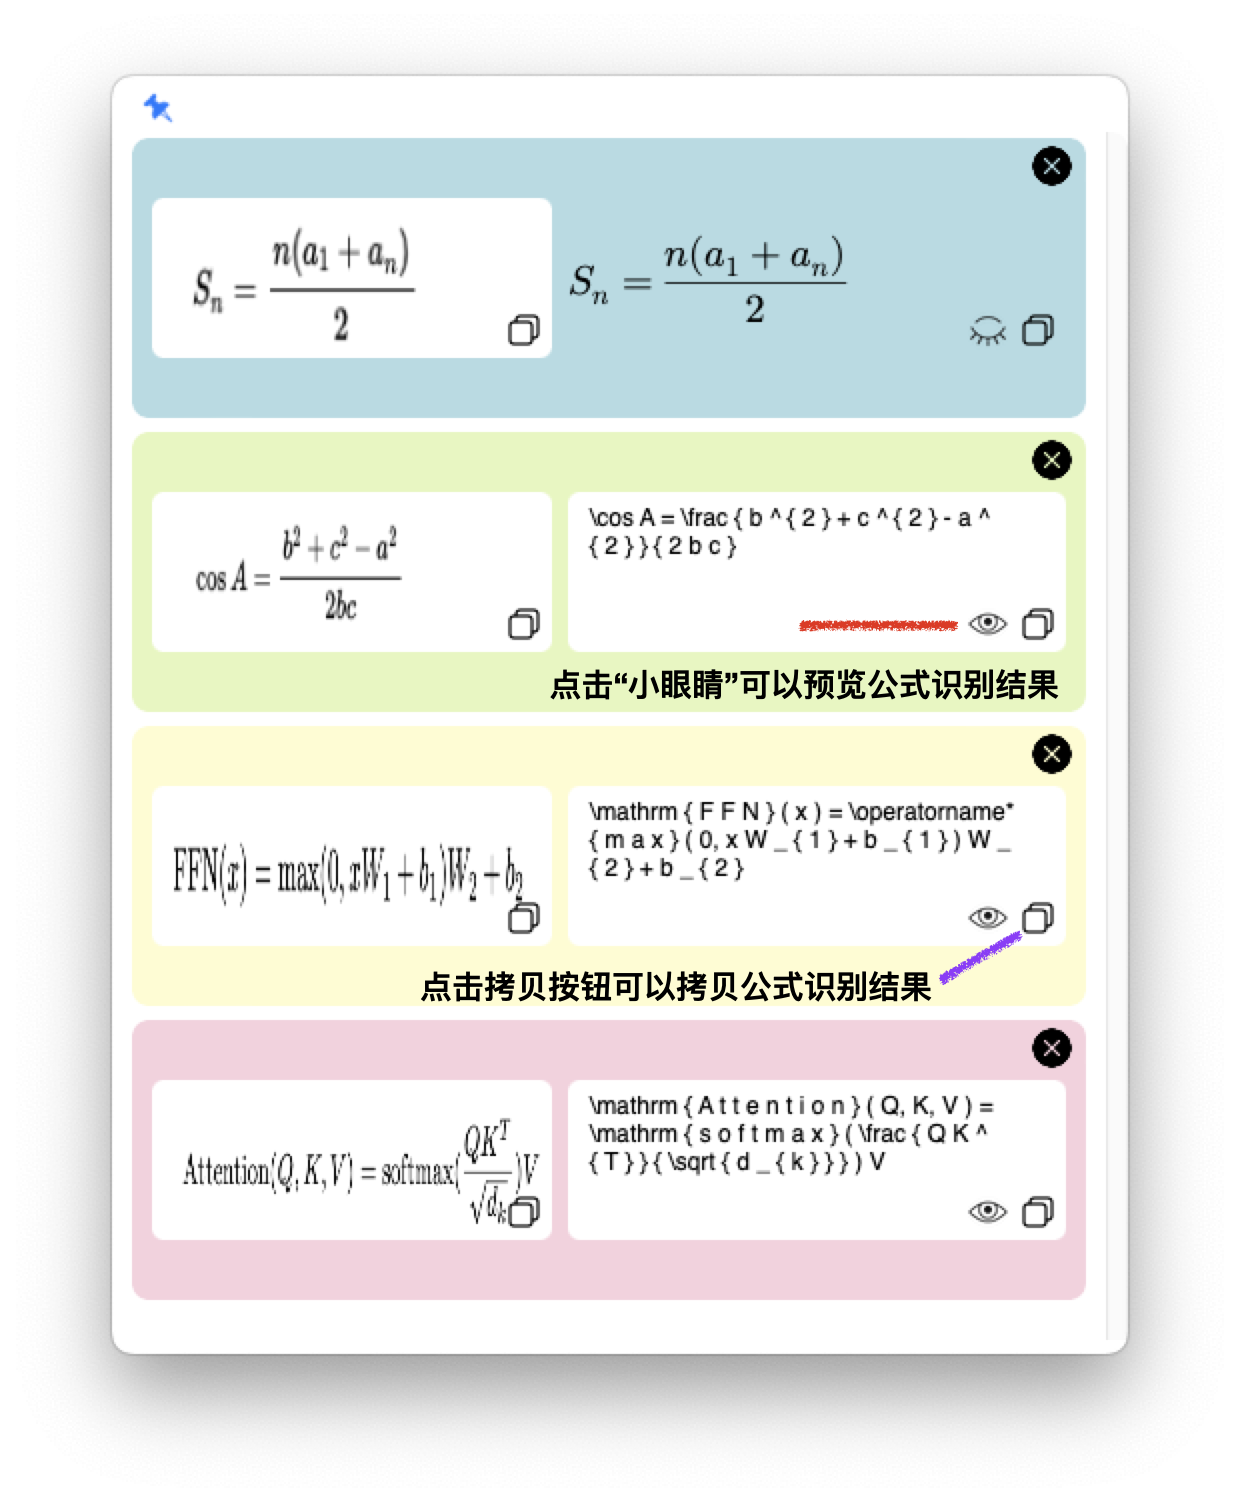 S_n = \frac{n(a_1 + a_n)}{2}
S_n = \frac{n(a_1 + a_n)}{2}
cos A = \frac{b^2 + c^2 - a^2}{2bc}
\cos A = \frac { b ^ { 2 } + c ^ { 2 } - a ^
{ 2 } } { 2 b c }
点击“小眼睛”可以预览公式识别结果
FFN(x) = max(0, xW_1 + b_1)W_2 + b_2
\mathrm { F F N } ( x ) = \operatorname*
{ m a x } ( 0, x W _ { 1 } + b _ { 1 } ) W _
{ 2 } + b _ { 2 }
点击拷贝按钮可以拷贝公式识别结果
Attention(Q, K, V) = softmax(\frac{QK^T}{\sqrt{d_k}})V
\mathrm { A t t e n t i o n } ( Q, K, V ) =
\mathrm { s o f t m a x } ( \frac { Q K ^
{ T } } { \sqrt { d _ { k } } } ) V